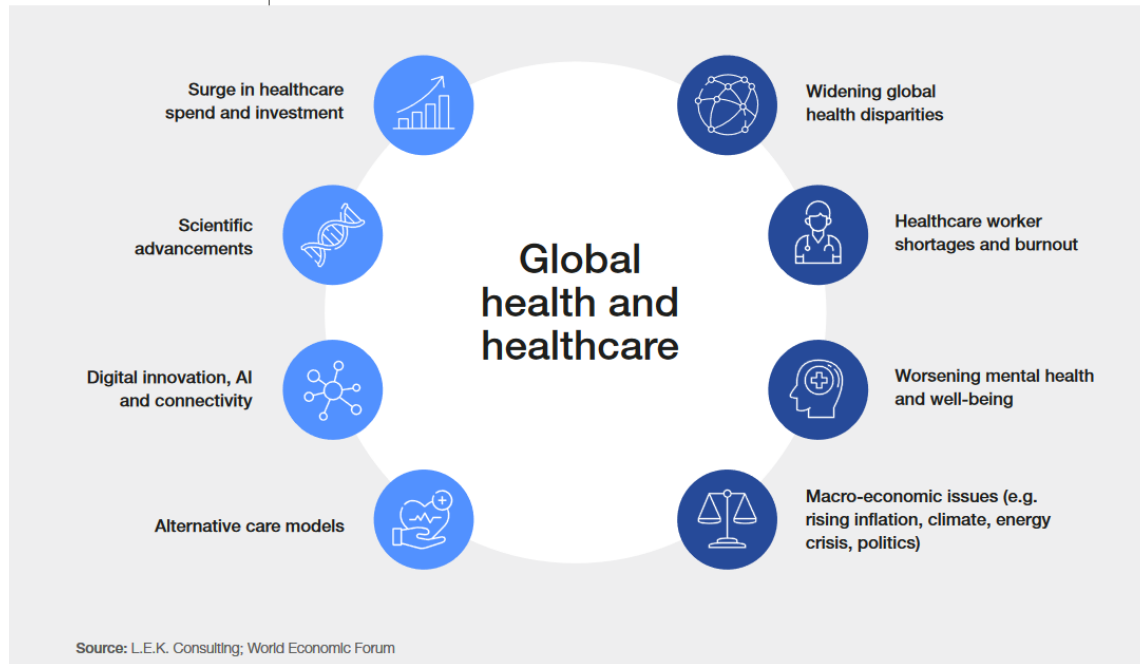 Surge in healthcare
spend and investment
Scientific
advancements
Digital innovation, AI
and connectivity
Alternative care models
Global
health and
healthcare
Widening global
health disparities
Healthcare worker
shortages and burnout
Worsening mental health
and well-being
Macro-economic issues (e.g.
rising inflation, climate, energy
crisis, politics)
Source: L.E.K. Consulting; World Economic Forum